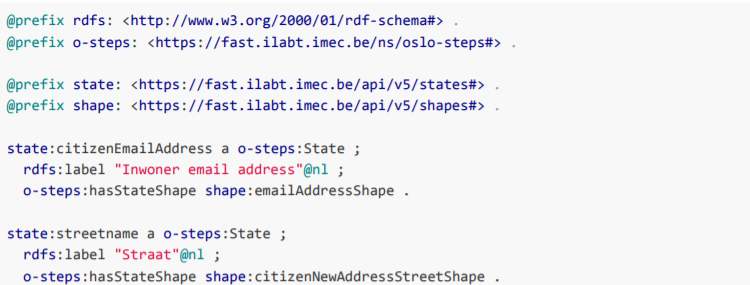 @prefix rdfs: <http://www.w3.org/2000/01/rdf-schema#> .
@prefix o-steps: <https://fast.ilabt.imec.be/ns/oslo-steps#> .
@prefix state: <https://fast.ilabt.imec.be/api/v5/states#> .
@prefix shape: <https://fast.ilabt.imec.be/api/v5/shapes#> .
state:citizenEmailAddress a o-steps:State ;
rdfs:label "Inwoner email address"@nl ;
o-steps:hasStateShape shape:emailAddressShape .
state:streetname a o-steps:State ;
rdfs:label "Straat"@nl ;
o-steps:hasStateShape shape:citizenNewAddressStreetShape .